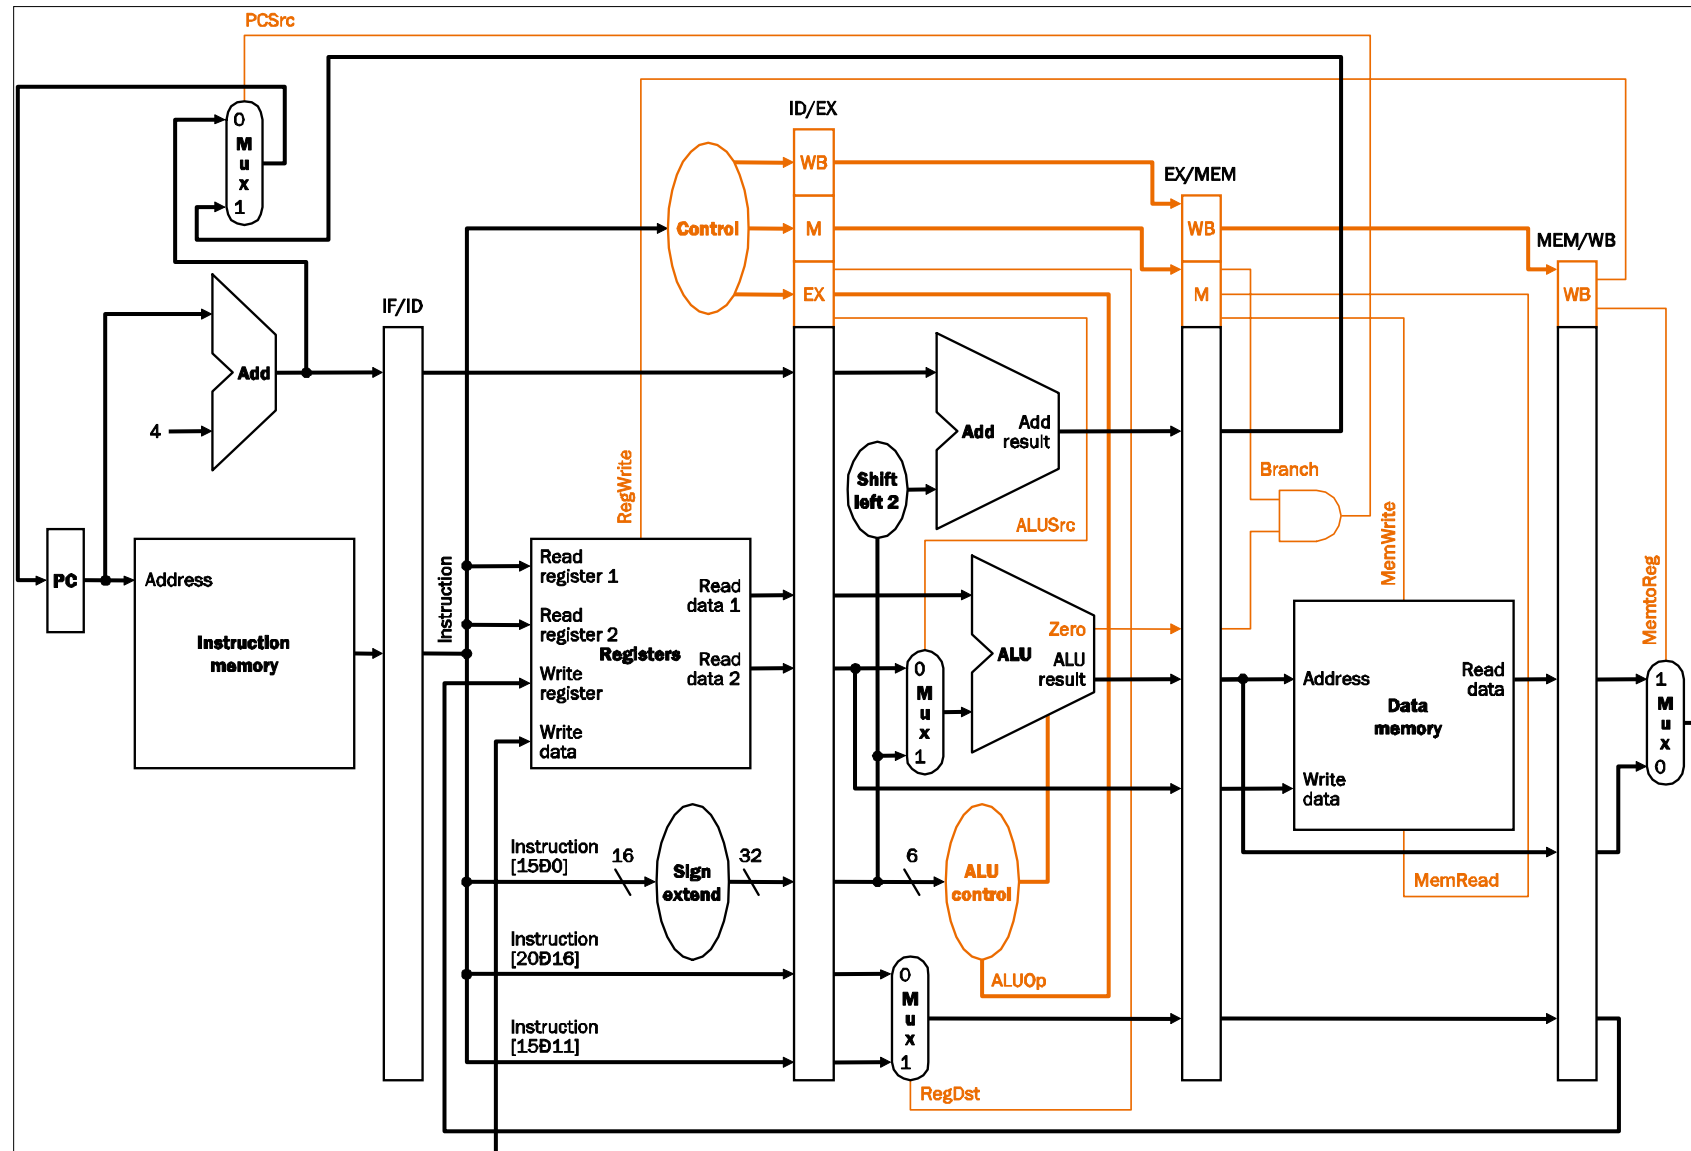 PCSrc
0
M
u
x
1
ID/EX
WB
M
EX
Control
EX/MEM
WB
M
MEM/WB
WB
IF/ID
Add
4
Add
Add
result
Shift
left 2
RegWrite
ALUSrc
Branch
MemWrite
MemtoReg
PC
Address
Instruction
memory
Instruction
Read
register 1
Read
register 2
Write
register
Write
data
Registers
Read
data 1
Read
data 2
0
M
u
x
1
Zero
ALU
ALU
result
Address
Read
data
Data
memory
Write
data
1
M
u
x
0
Instruction
[15Ð0]
16
Sign
extend
32
6
ALU
control
MemRead
Instruction
[20Ð16]
0
M
u
x
1
ALUOp
Instruction
[15Ð11]
RegDst